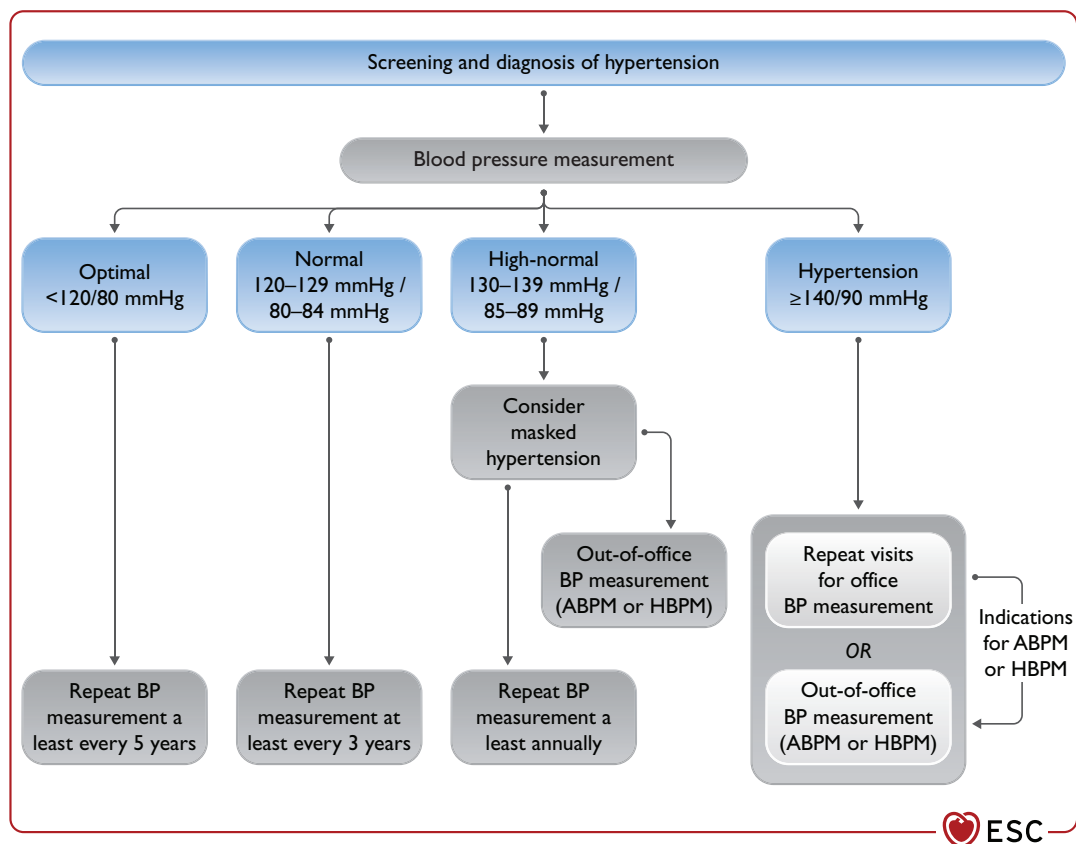 Screening and diagnosis of hypertension
Blood pressure measurement
Optimal
<120/80 mmHg
Normal
120–129 mmHg /
80–84 mmHg
High-normal
130–139 mmHg /
85–89 mmHg
Hypertension
≥140/90 mmHg
Consider
masked
hypertension
Out-of-office
BP measurement
(ABPM or HBPM)
Repeat visits
for office
BP measurement
OR
Out-of-office
BP measurement
(ABPM or HBPM)
Indications
for ABPM
or HBPM
Repeat BP
measurement a
least every 5 years
Repeat BP
measurement at
least every 3 years
Repeat BP
measurement a
least annually
ESC